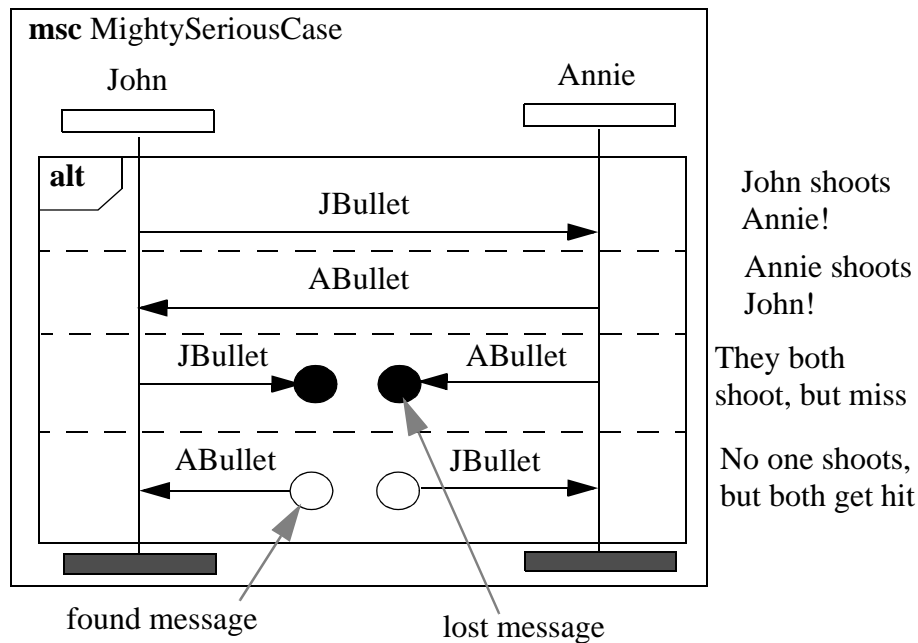 msc MightySeriousCase
John
Annie
alt
JBullet
John shoots
Annie!
ABullet
Annie shoots
John!
JBullet
ABullet
They both
shoot, but miss
ABullet
JBullet
No one shoots,
but both get hit
found message
lost message